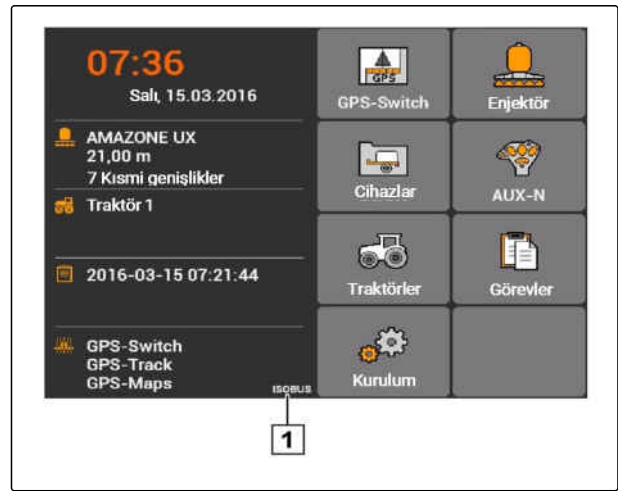 07:36
Salı, 15.03.2016
AMAZONE UX
21,00 m
7 Kısmi genişlikler
Traktör 1
2016-03-15 07:21:44
GPS-Switch
GPS-Track
GPS-Maps
ISOBUS
GPS
GPS-Switch
Enjektör
Cihazlar
AUX-N
Traktörler
Görevler
Kurulum
1